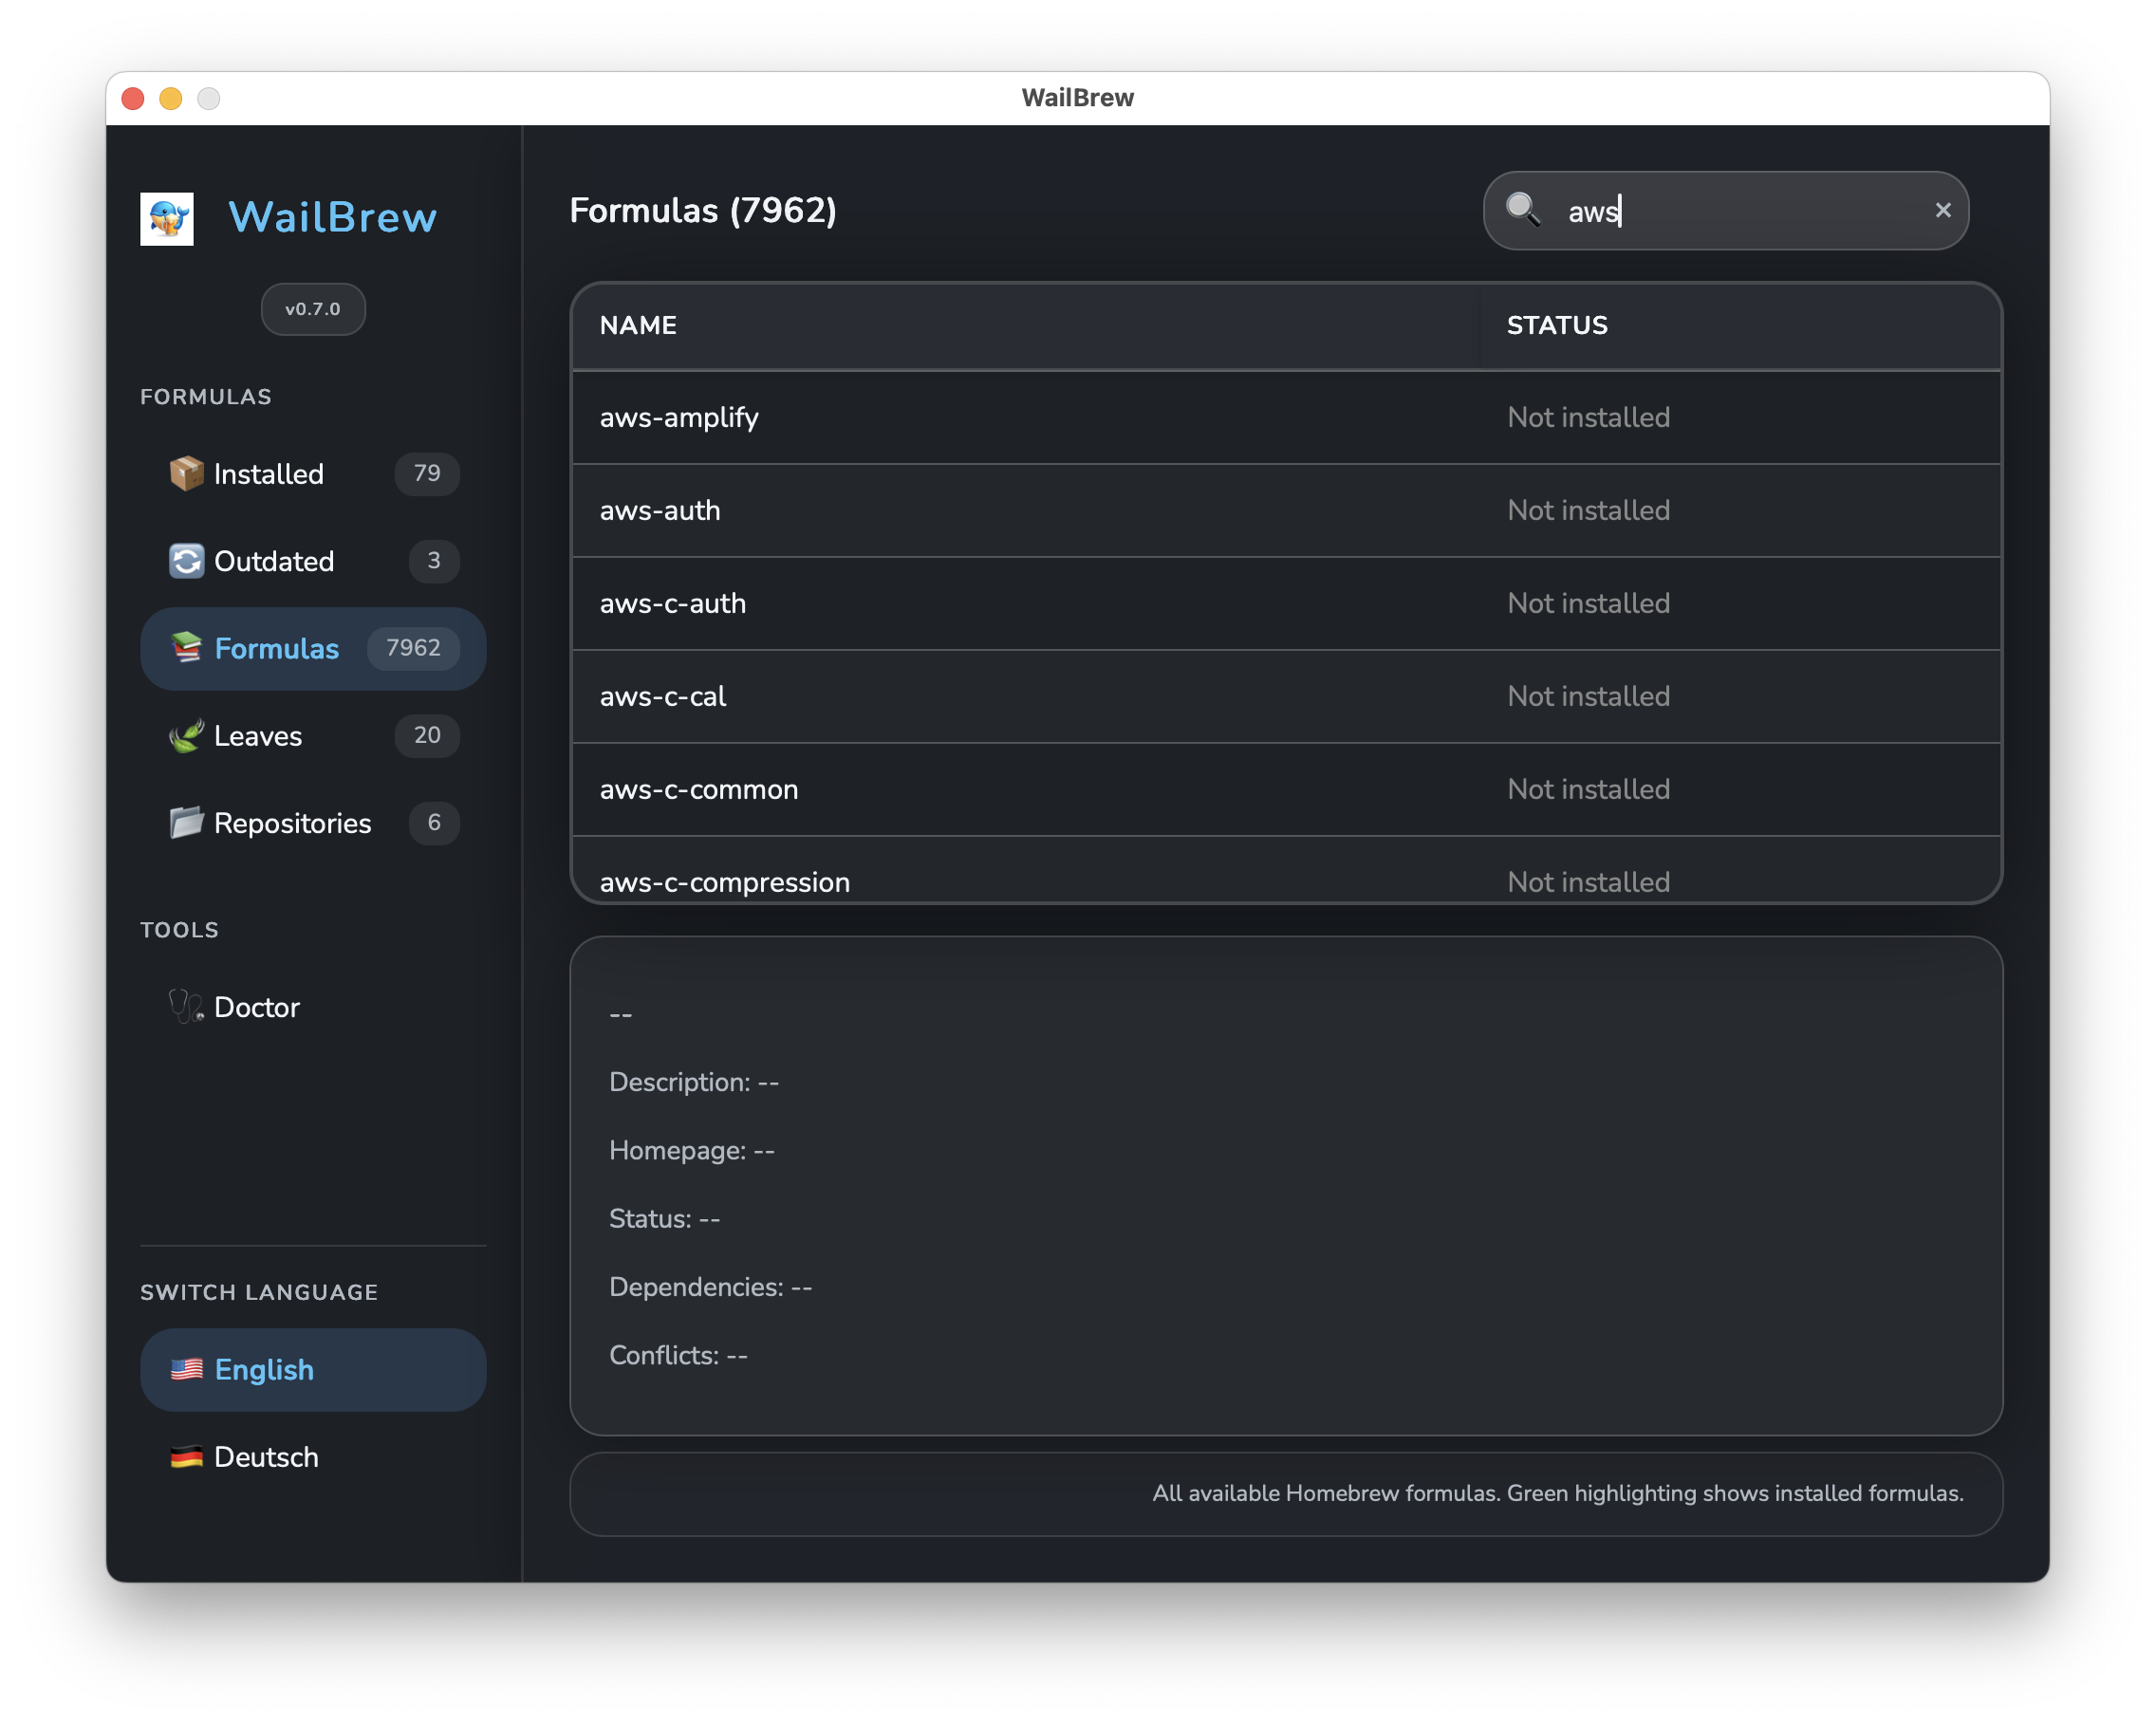 WailBrew
WailBrew
v0.7.0
FORMULAS
Installed 79
Outdated 3
Formulas 7962
Leaves 20
Repositories 6
TOOLS
Doctor
SWITCH LANGUAGE
English
Deutsch
Formulas (7962)
aws
NAME STATUS
aws-amplify Not installed
aws-auth Not installed
aws-c-auth Not installed
aws-c-cal Not installed
aws-c-common Not installed
aws-c-compression Not installed
--
Description: --
Homepage: --
Status: --
Dependencies: --
Conflicts: --
All available Homebrew formulas. Green highlighting shows installed formulas.